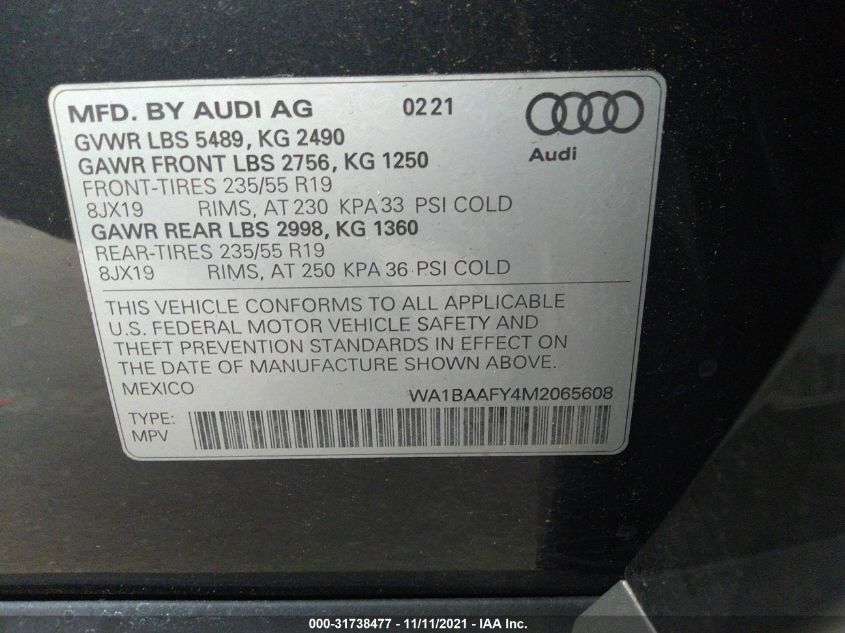 MFD. BY AUDI AG 02 21
GVWR LBS 5489, KG 2490
Audi
GAWR FRONT LBS 2756, KG 1250
FRONT-TIRES 235/55 R19
8JX19 RIMS, AT 230 KPA 33 PSI COLD
GAWR REAR LBS 2998, KG 1360
REAR-TIRES 235/55 R19
8JX19 RIMS, AT 250 KPA 36 PSI COLD
THIS VEHICLE CONFORMS TO ALL APPLICABLE
U.S. FEDERAL MOTOR VEHICLE SAFETY AND
THEFT PREVENTION STANDARDS IN EFFECT ON
THE DATE OF MANUFACTURE SHOWN ABOVE.
MEXICO WA1BAAFY4M2065608
TYPE:
MPV
000-31738477 - 11/11/2021 - IAA Inc.